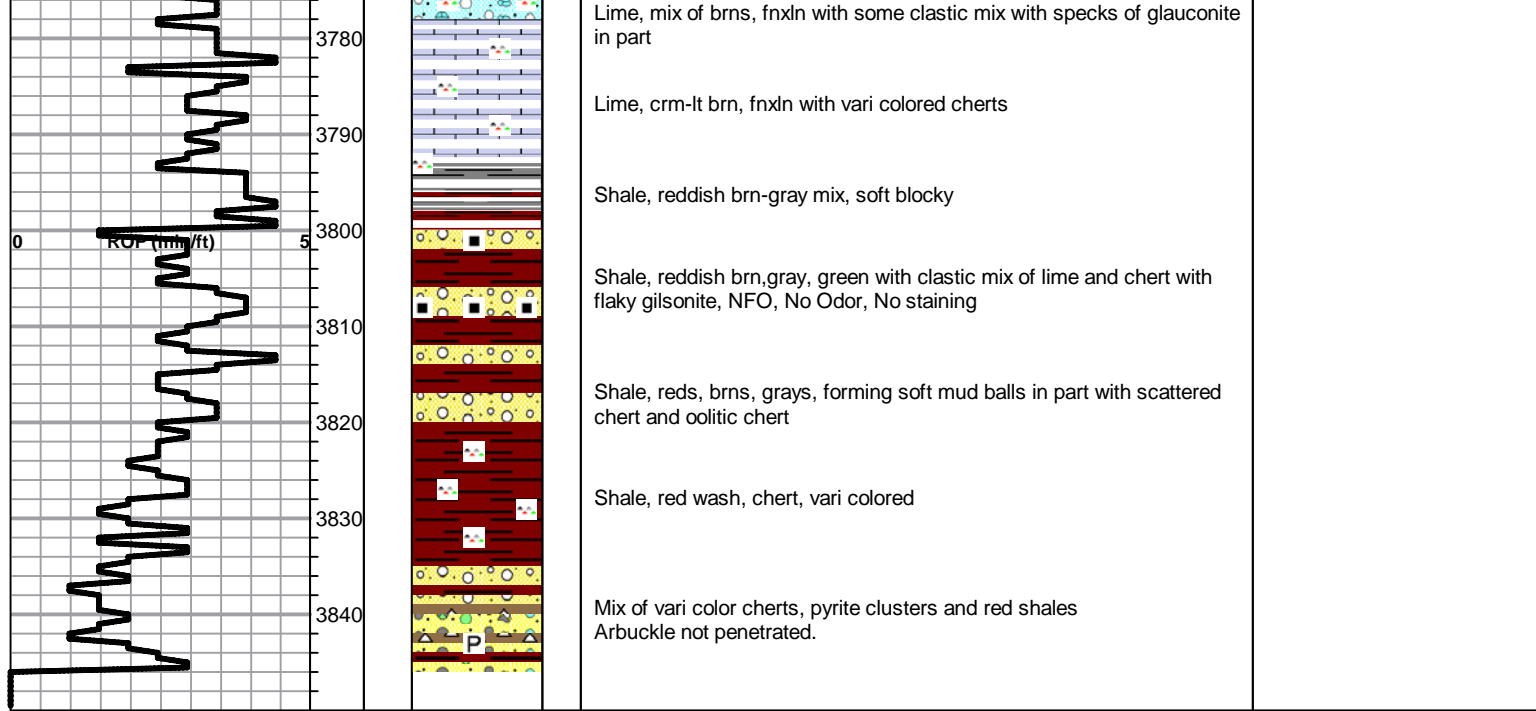 Lime, mix of brns, fnxln with some clastic mix with specks of glauconite
in part
3780
Lime, crm-lt brn, fnxln with vari colored cherts
3790
Shale, reddish brn-gray mix, soft blocky
3800
0 ROP (min/ft) 5
Shale, reddish brn,gray, green with clastic mix of lime and chert with
flaky gilsonite, NFO, No Odor, No staining
3810
Shale, reds, brns, grays, forming soft mud balls in part with scattered
chert and oolitic chert
3820
Shale, red wash, chert, vari colored
3830
Mix of vari color cherts, pyrite clusters and red shales
3840
Arbuckle not penetrated.
P